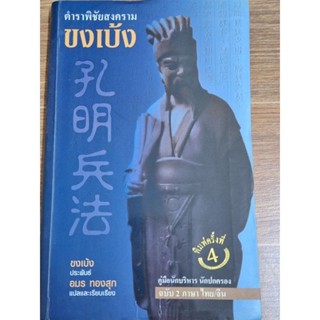 ตำราพิชัยสงคราม
ขงเบ้ง
孔
明
兵
法
พิมพ์ครั้งที่
4
ขงเบ้ง
ประพันธ์
อมร ทองสุก
แปลและเรียบเรียง
คู่มือนักบริหาร นักปกครอง
ฉบับ 2 ภาษา ไทย/จีน